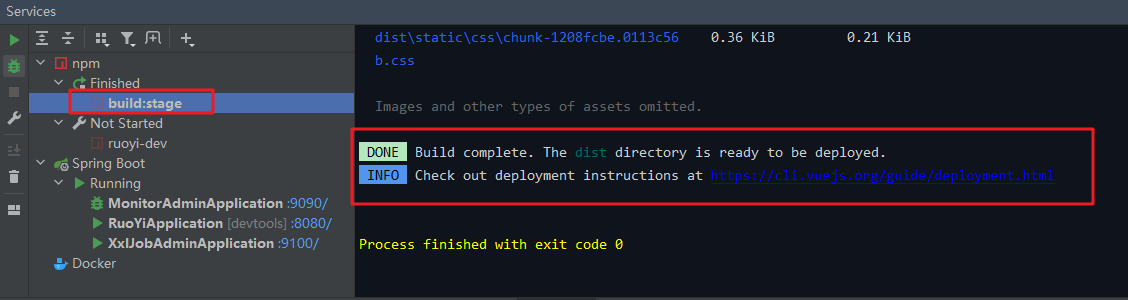 Services
npm
Finished
build:stage
Not Started
ruoyi-dev
Spring Boot
Running
MonitorAdminApplication :9090/
RuoYiApplication [devtools] :8080/
XxlJobAdminApplication :9100/
Docker
dist\static\css\chunk-1208fcbe.0113c56 0.36 KiB 0.21 KiB
b.css
Images and other types of assets omitted.
DONE Build complete. The dist directory is ready to be deployed.
INFO Check out deployment instructions at https://cli.vuejs.org/guide/deployment.html
Process finished with exit code 0